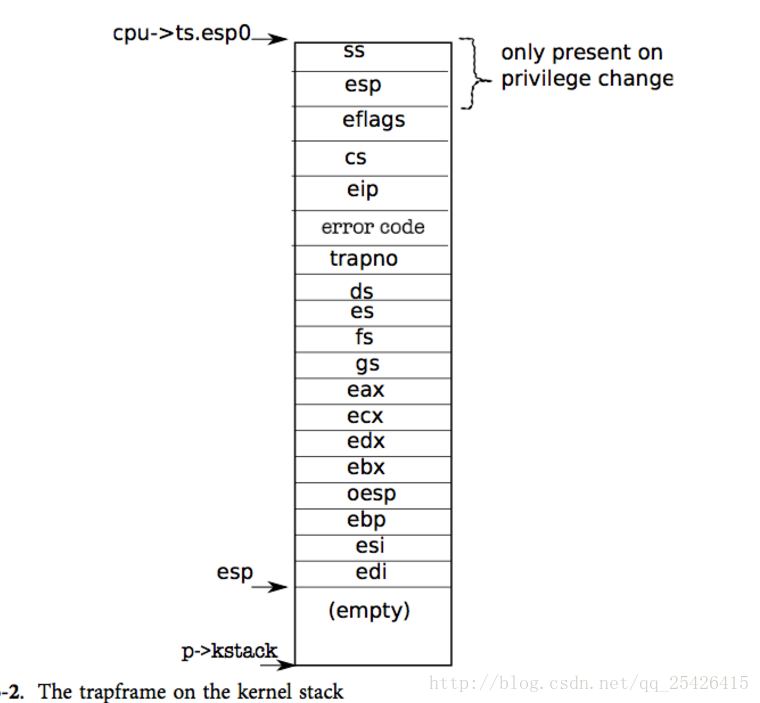 cpu->ts.esp0
ss
only present on
privilege change
esp
eflags
cs
eip
error code
trapno
ds
es
fs
gs
eax
ecx
edx
ebx
oesp
ebp
esi
esp
edi
(empty)
p->kstack
-2. The trapframe on the kernel stack
http://blog.csdn.net/qq_25426415